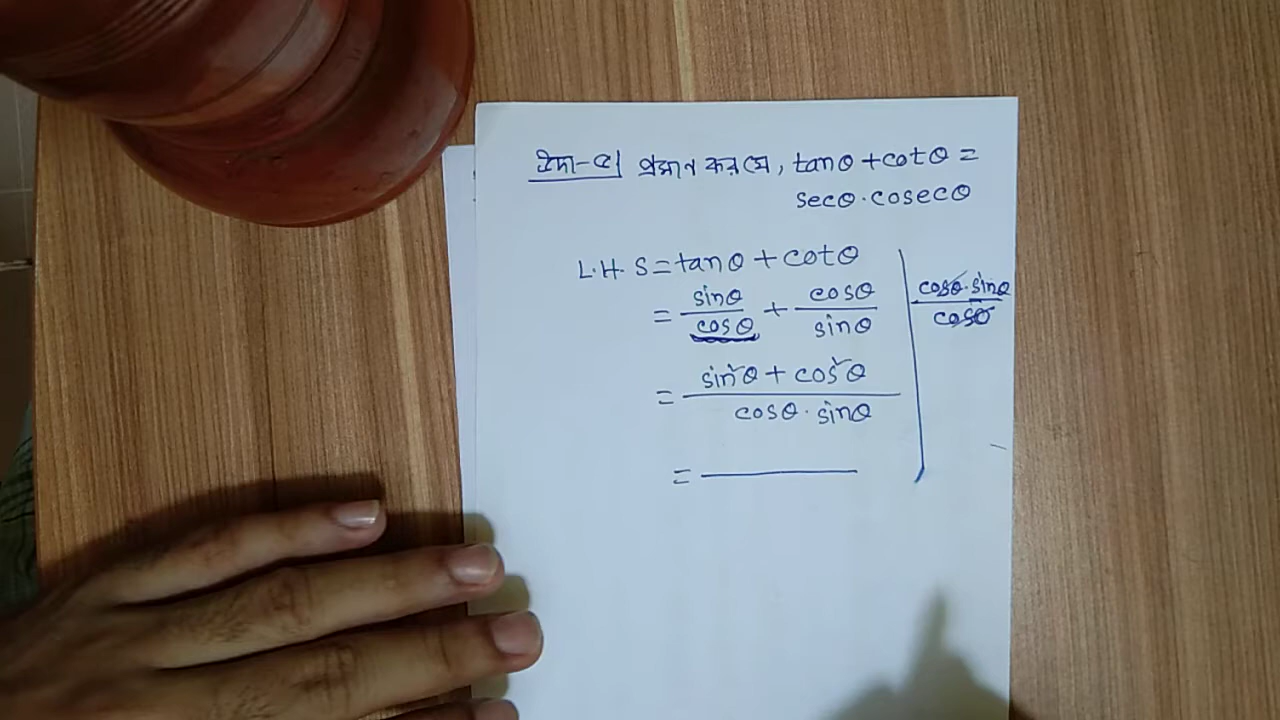 উদা-৫। প্রমান কর যে, tanθ + cotθ =
secθ · cosecθ
L.H.S = tanθ + cotθ
= sinθ/cosθ + cosθ/sinθ
= (sin²θ + cos²θ)/(cosθ · sinθ)
=
cosθ · sinθ/cosθ